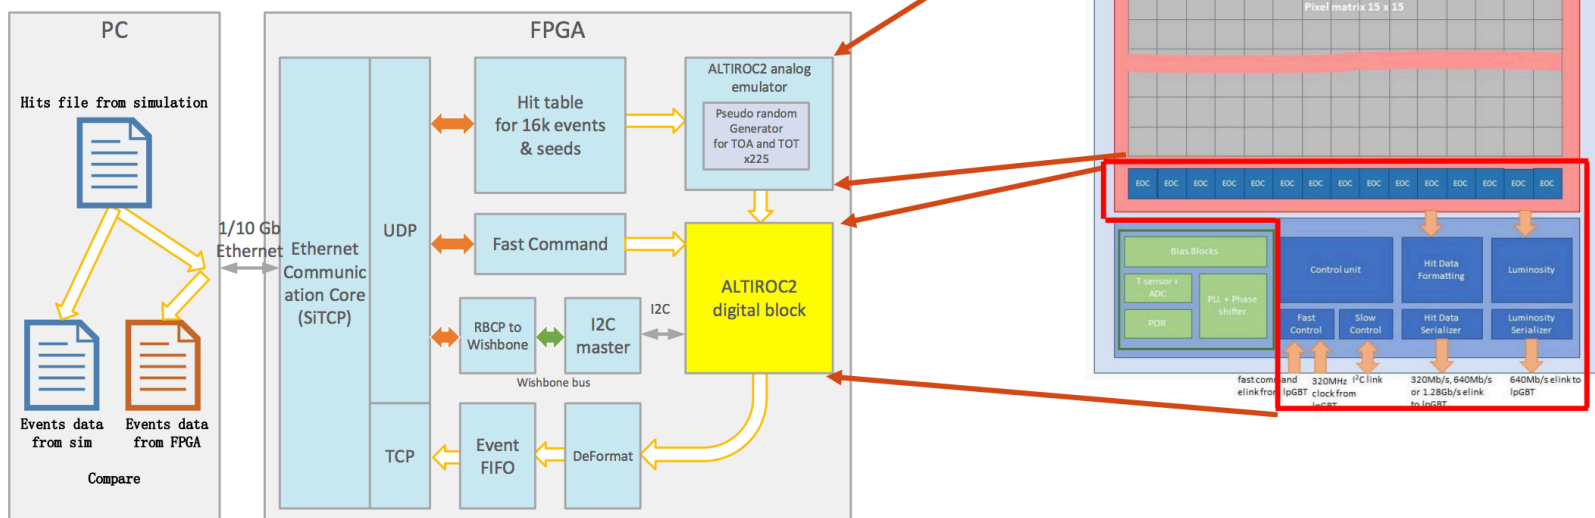 PC
Hits file from simulation
Events data
from sim
Events data
from FPGA
Compare
1/10 Gb
Ethernet
FPGA
Ethernet
Communic
ation Core
(SiTCP)
UDP
TCP
Hit table
for 16k events
& seeds
ALTIROC2 analog
emulator
Pseudo random
Generator
for TOA and TOT
x225
Fast Command
ALTIROC2
digital block
RBCP to
Wishbone
I2C
master
I2C
Wishbone bus
Event
FIFO
DeFormat
Pixel matrix 15 x 15
EOC EOC EOC EOC EOC EOC EOC EOC EOC EOC EOC EOC EOC EOC EOC
Bias Blocks
T sensor +
ADC
POR
PLL + Phase
shifter
Control unit
Hit Data
Formatting
Luminosity
Fast
Control
Slow
Control
Hit Data
Serializer
Luminosity
Serializer
fast command
elink from lpGBT
320MHz
clock from
lpGBT
I²C link
320Mb/s, 640Mb/s
or 1.28Gb/s elink
to lpGBT
640Mb/s elink to
lpGBT